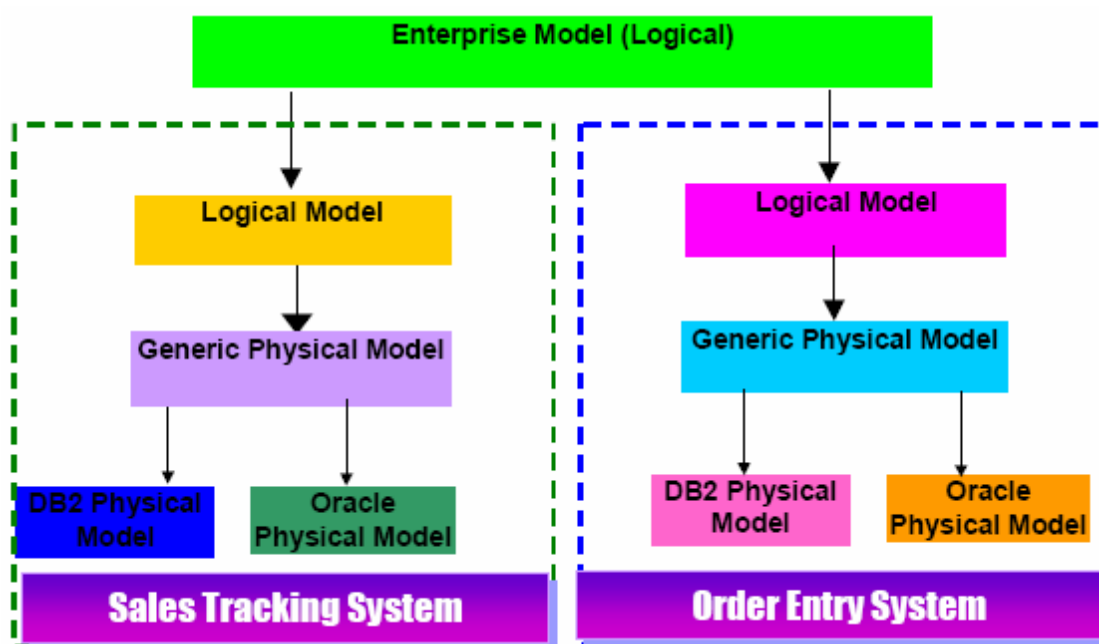 Enterprise Model (Logical)
Logical Model
Generic Physical Model
DB2 Physical
Model
Oracle
Physical Model
Sales Tracking System
Logical Model
Generic Physical Model
DB2 Physical
Model
Oracle
Physical Model
Order Entry System